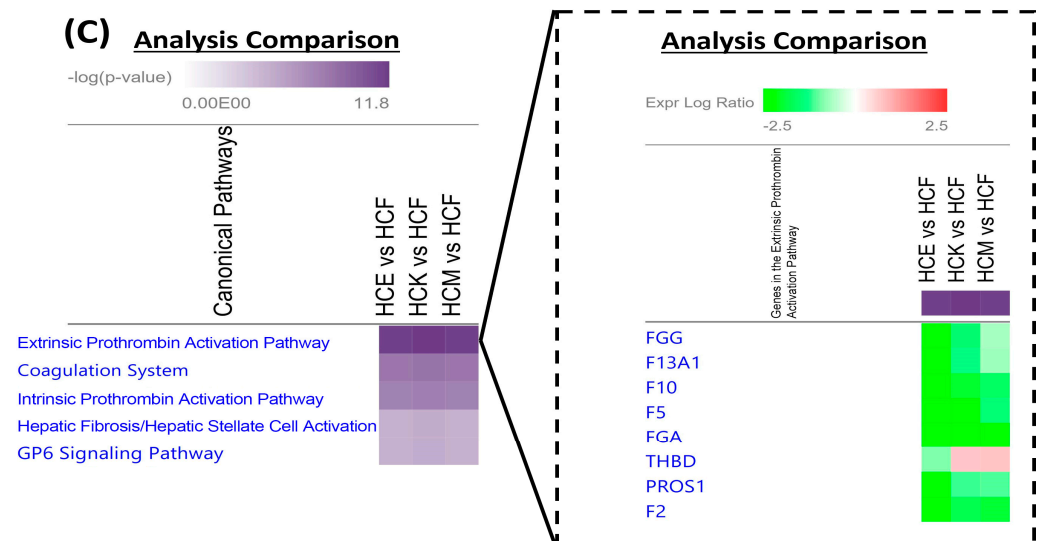 (C)
Analysis Comparison
-log(p-value)
0.00E00 11.8
Canonical Pathways
HCE vs HCF
HCK vs HCF
HCM vs HCF
Extrinsic Prothrombin Activation Pathway
Coagulation System
Intrinsic Prothrombin Activation Pathway
Hepatic Fibrosis/Hepatic Stellate Cell Activation
GP6 Signaling Pathway
Analysis Comparison
Expr Log Ratio
-2.5 2.5
Genes in the Extrinsic Prothrombin
Activation Pathway
HCE vs HCF
HCK vs HCF
HCM vs HCF
FGG
F13A1
F10
F5
FGA
THBD
PROS1
F2